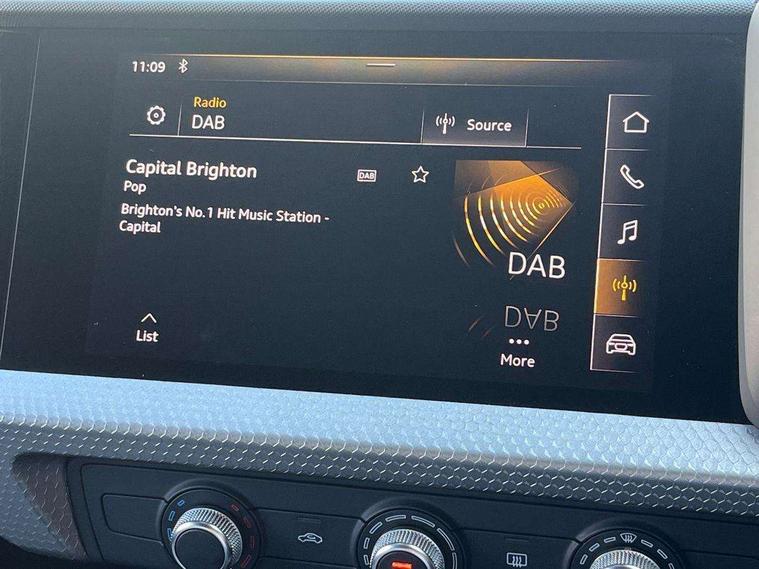 11:09
Radio
DAB
Source
Capital Brighton
DAB
Pop
Brighton's No.1 Hit Music Station -
Capital
DAB
DAB
List
More